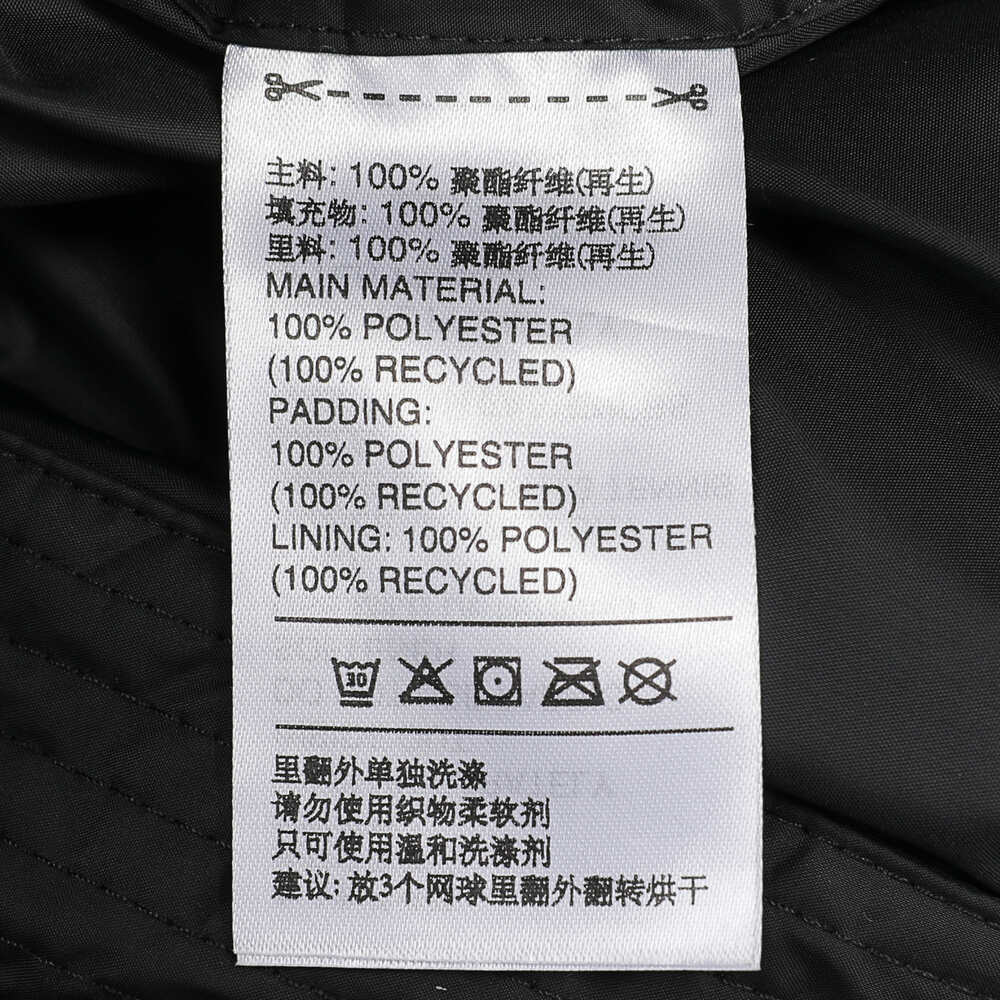 主料: 100% 聚酯纤维(再生)
填充物: 100% 聚酯纤维(再生)
里料: 100% 聚酯纤维(再生)
MAIN MATERIAL:
100% POLYESTER
(100% RECYCLED)
PADDING:
100% POLYESTER
(100% RECYCLED)
LINING: 100% POLYESTER
(100% RECYCLED)
30
里翻外单独洗涤
请勿使用织物柔软剂
只可使用温和洗涤剂
建议: 放3个网球里翻外翻转烘干